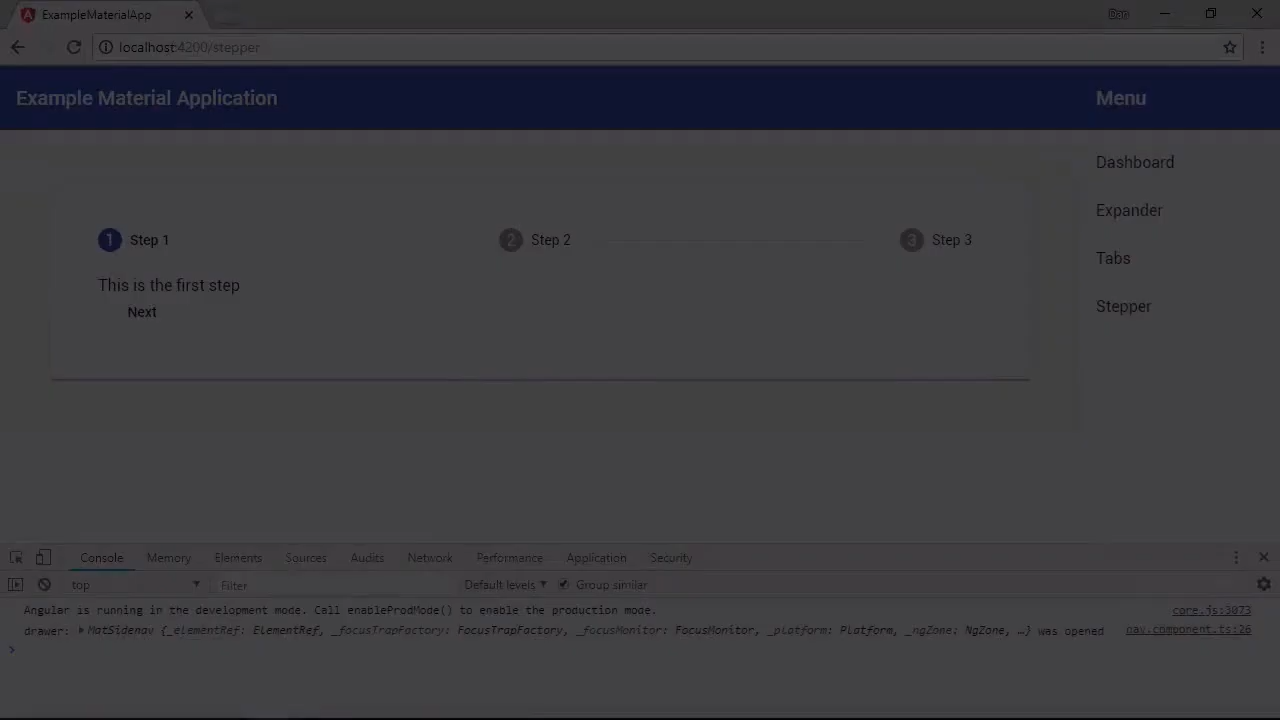 ExampleMaterialApp
Dan
localhost:4200/stepper
Example Material Application
Menu
Dashboard
Expander
Tabs
Stepper
1 Step 1
2 Step 2
3 Step 3
This is the first step
Next
Console Memory Elements Sources Audits Network Performance Application Security
top Filter Default levels Group similar
Angular is running in the development mode. Call enableProdMode() to enable the production mode. core.js:3073
drawer: MatSidenav {_elementRef: ElementRef, _focusTrapFactory: FocusTrapFactory, _focusMonitor: FocusMonitor, _platform: Platform, _ngZone: NgZone, …} was opened nav.component.ts:26